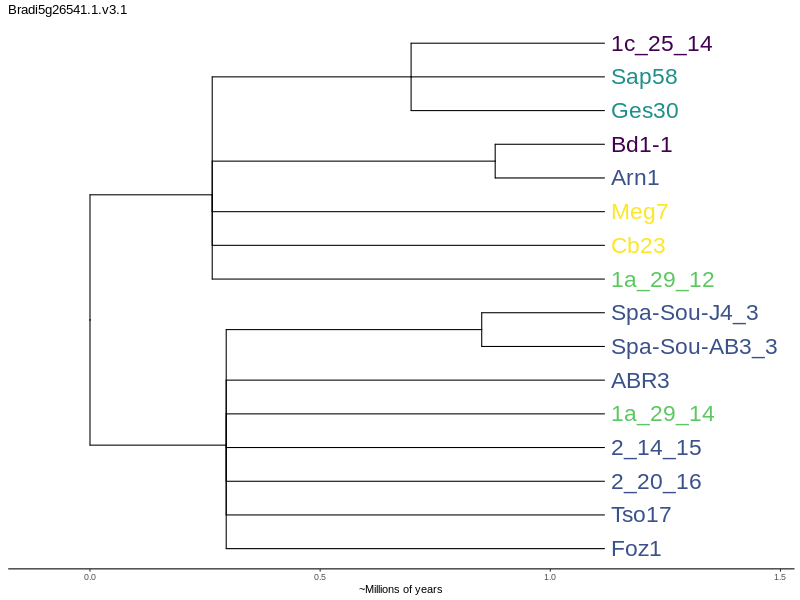 Bradi5g26541.1.v3.1
1c_25_14
Sap58
Ges30
Bd1-1
Arn1
Meg7
Cb23
1a_29_12
Spa-Sou-J4_3
Spa-Sou-AB3_3
ABR3
1a_29_14
2_14_15
2_20_16
Tso17
Foz1
0.0 0.5 1.0 1.5
~Millions of years